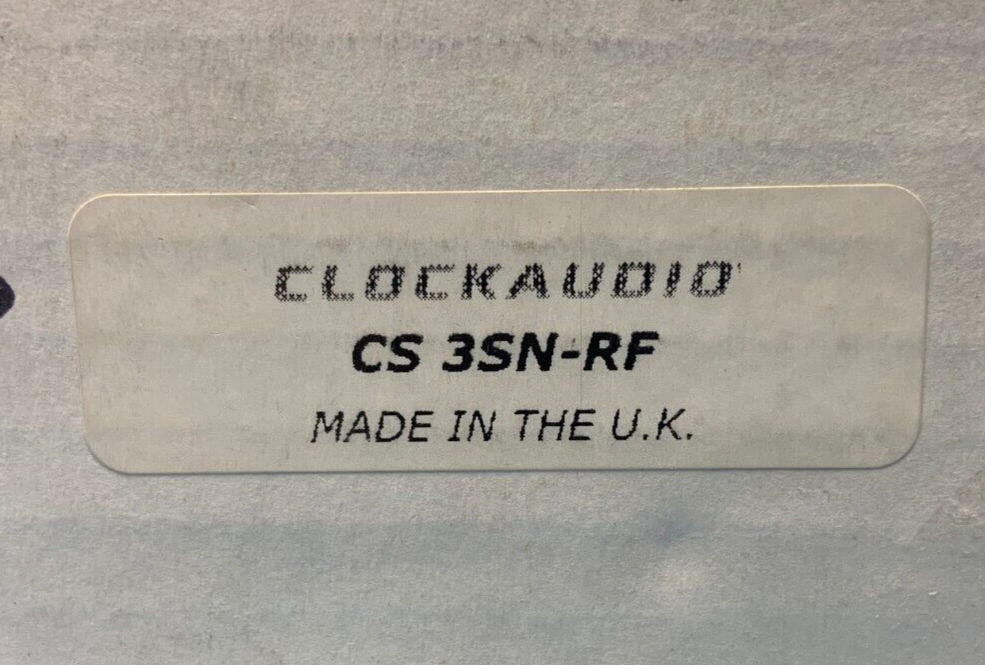 CLOCKAUDIO
CS 3SN-RF
MADE IN THE U.K.